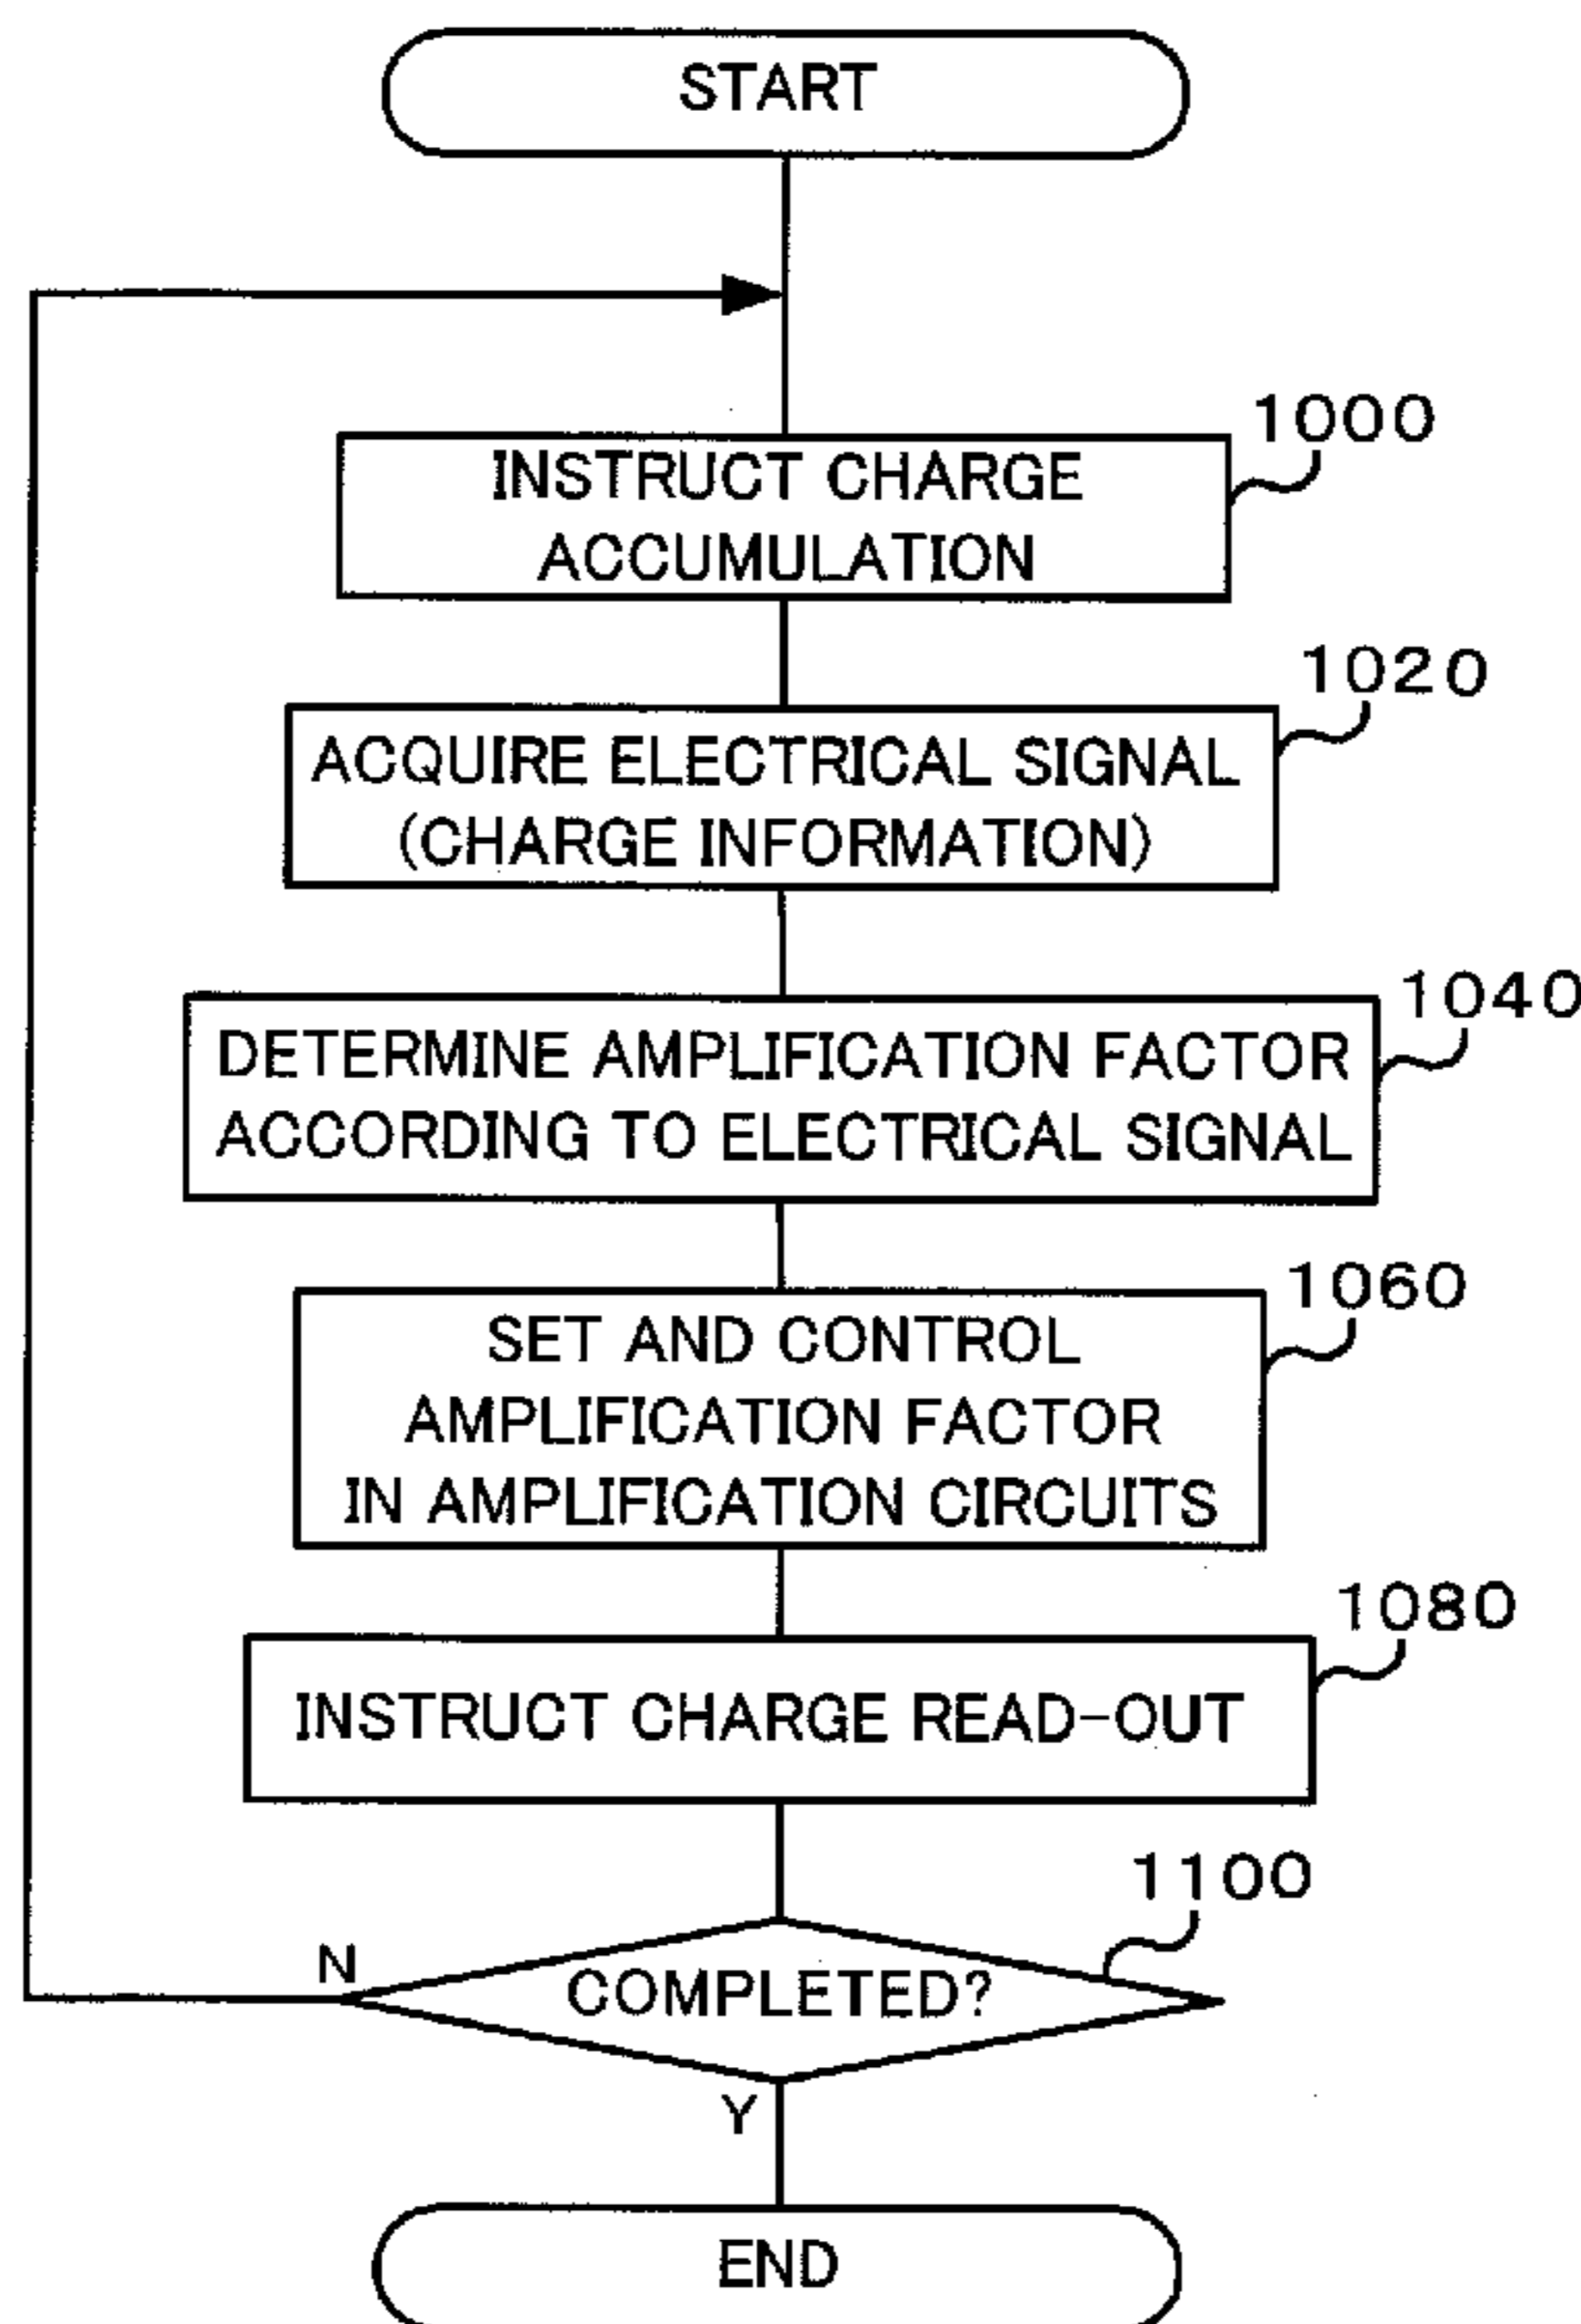 START
1000
INSTRUCT CHARGE
ACCUMULATION
1020
ACQUIRE ELECTRICAL SIGNAL
(CHARGE INFORMATION)
1040
DETERMINE AMPLIFICATION FACTOR
ACCORDING TO ELECTRICAL SIGNAL
1060
SET AND CONTROL
AMPLIFICATION FACTOR
IN AMPLIFICATION CIRCUITS
1080
INSTRUCT CHARGE READ-OUT
1100
N
COMPLETED?
Y
END